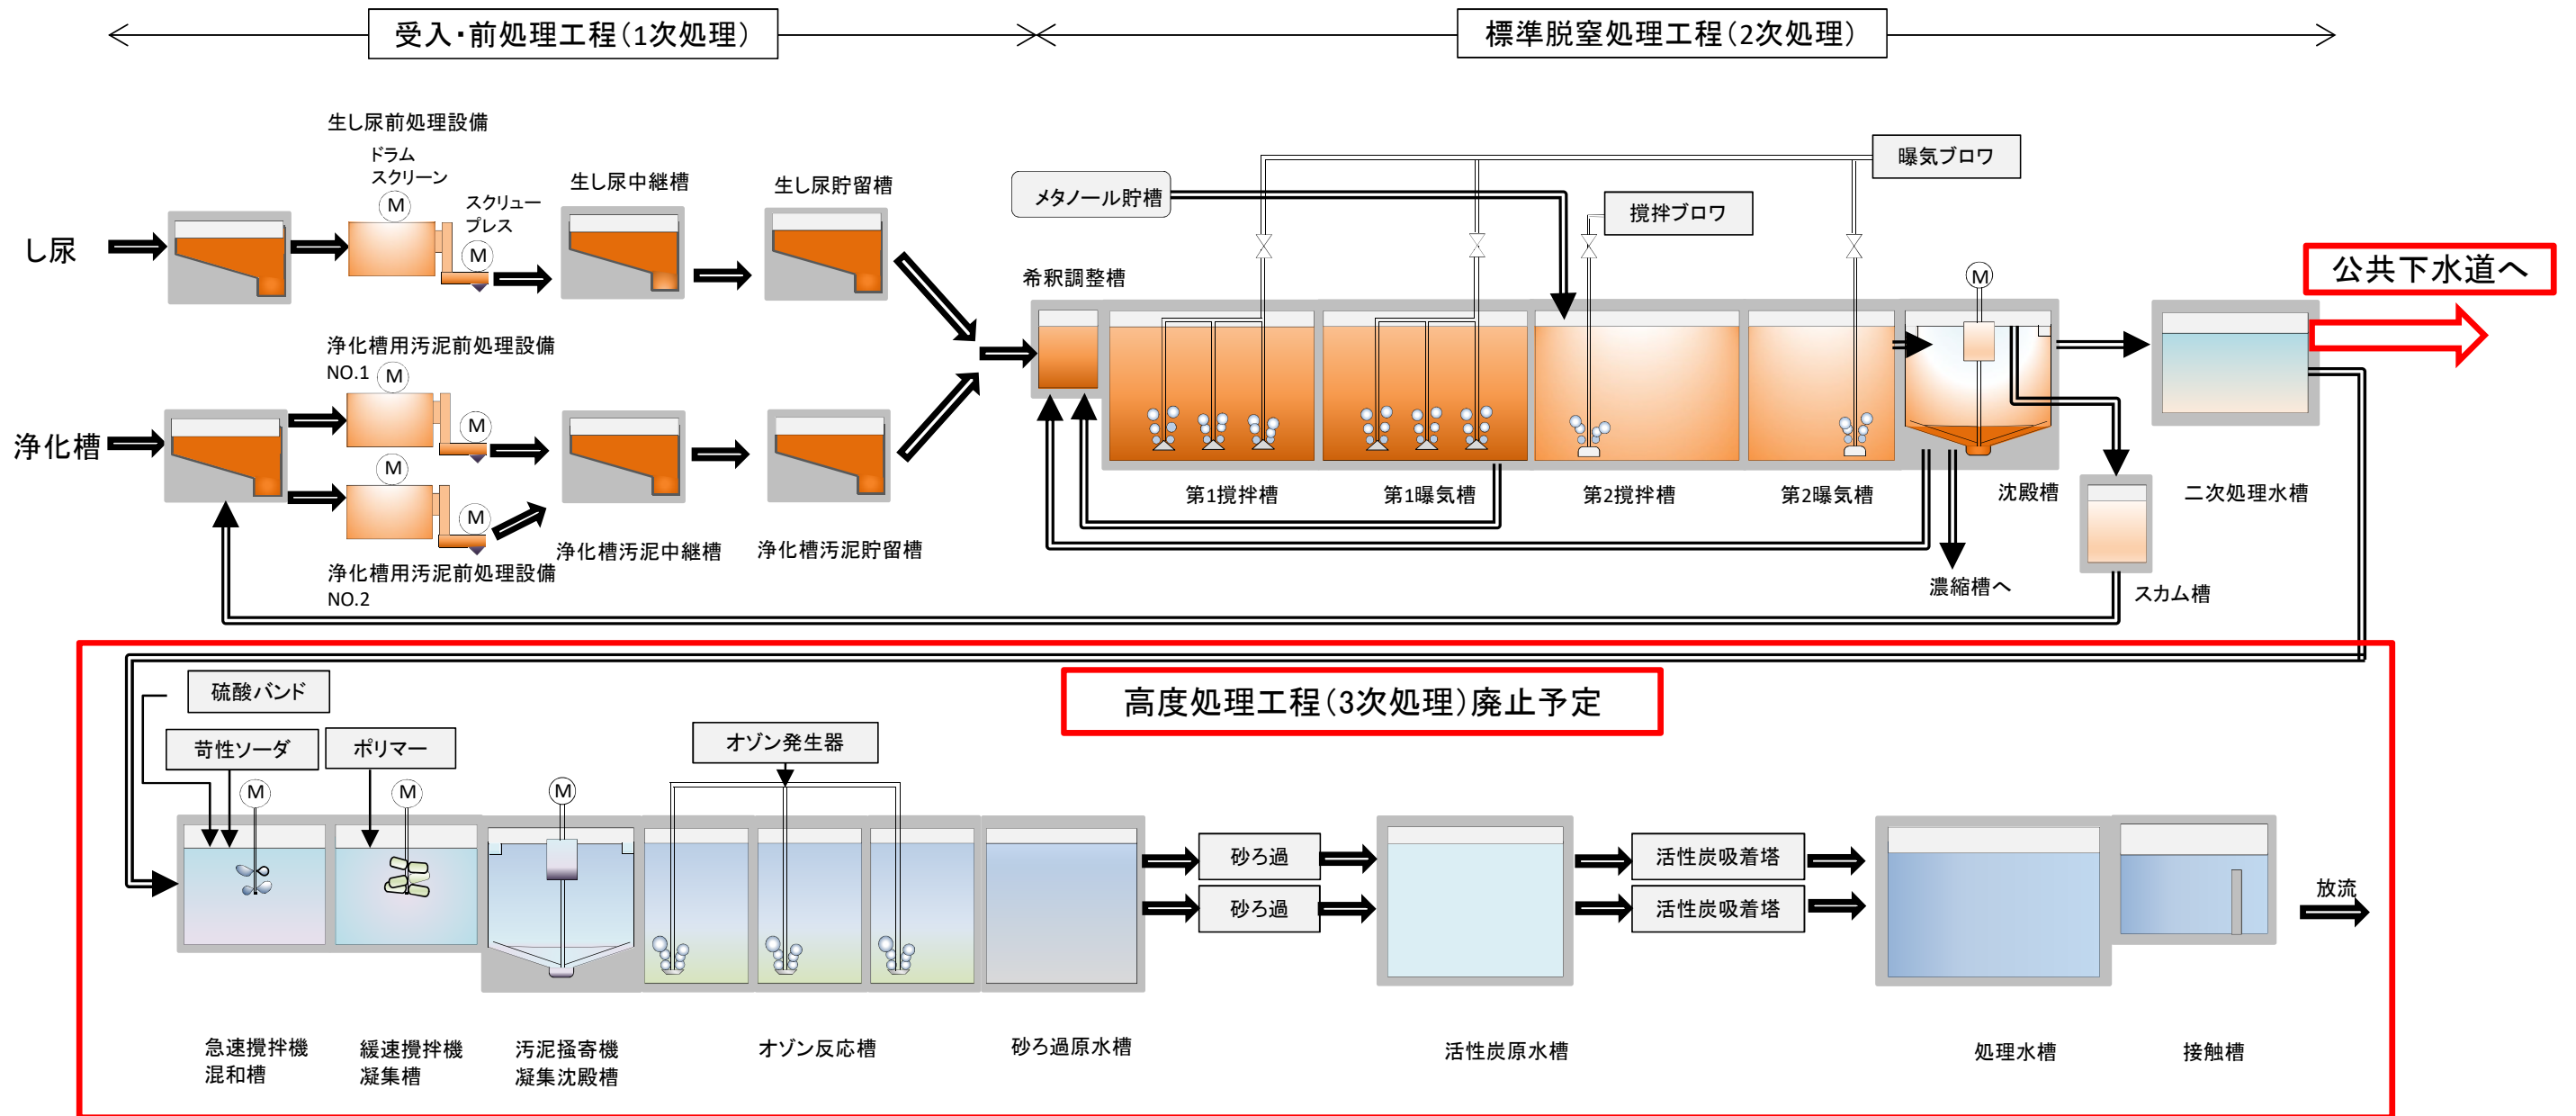 受入・前処理工程(1次処理)
標準脱窒処理工程(2次処理)
生し尿前処理設備
ドラム
スクリーン
M
スクリュー
プレス
M
生し尿中継槽
生し尿貯留槽
し尿
メタノール貯槽
曝気ブロワ
撹拌ブロワ
希釈調整槽
M
公共下水道へ
浄化槽用汚泥前処理設備
NO.1
M
M
浄化槽
M
M
浄化槽用汚泥前処理設備
NO.2
浄化槽汚泥中継槽
浄化槽汚泥貯留槽
第1撹拌槽
第1曝気槽
第2撹拌槽
第2曝気槽
沈殿槽
二次処理水槽
濃縮槽へ
スカム槽
高度処理工程(3次処理)廃止予定
硫酸バンド
苛性ソーダ
ポリマー
オゾン発生器
M
M
M
砂ろ過
砂ろ過
活性炭吸着塔
活性炭吸着塔
放流
急速攪拌機
混和槽
緩速攪拌機
凝集槽
汚泥掻寄機
凝集沈殿槽
オゾン反応槽
砂ろ過原水槽
活性炭原水槽
処理水槽
接触槽